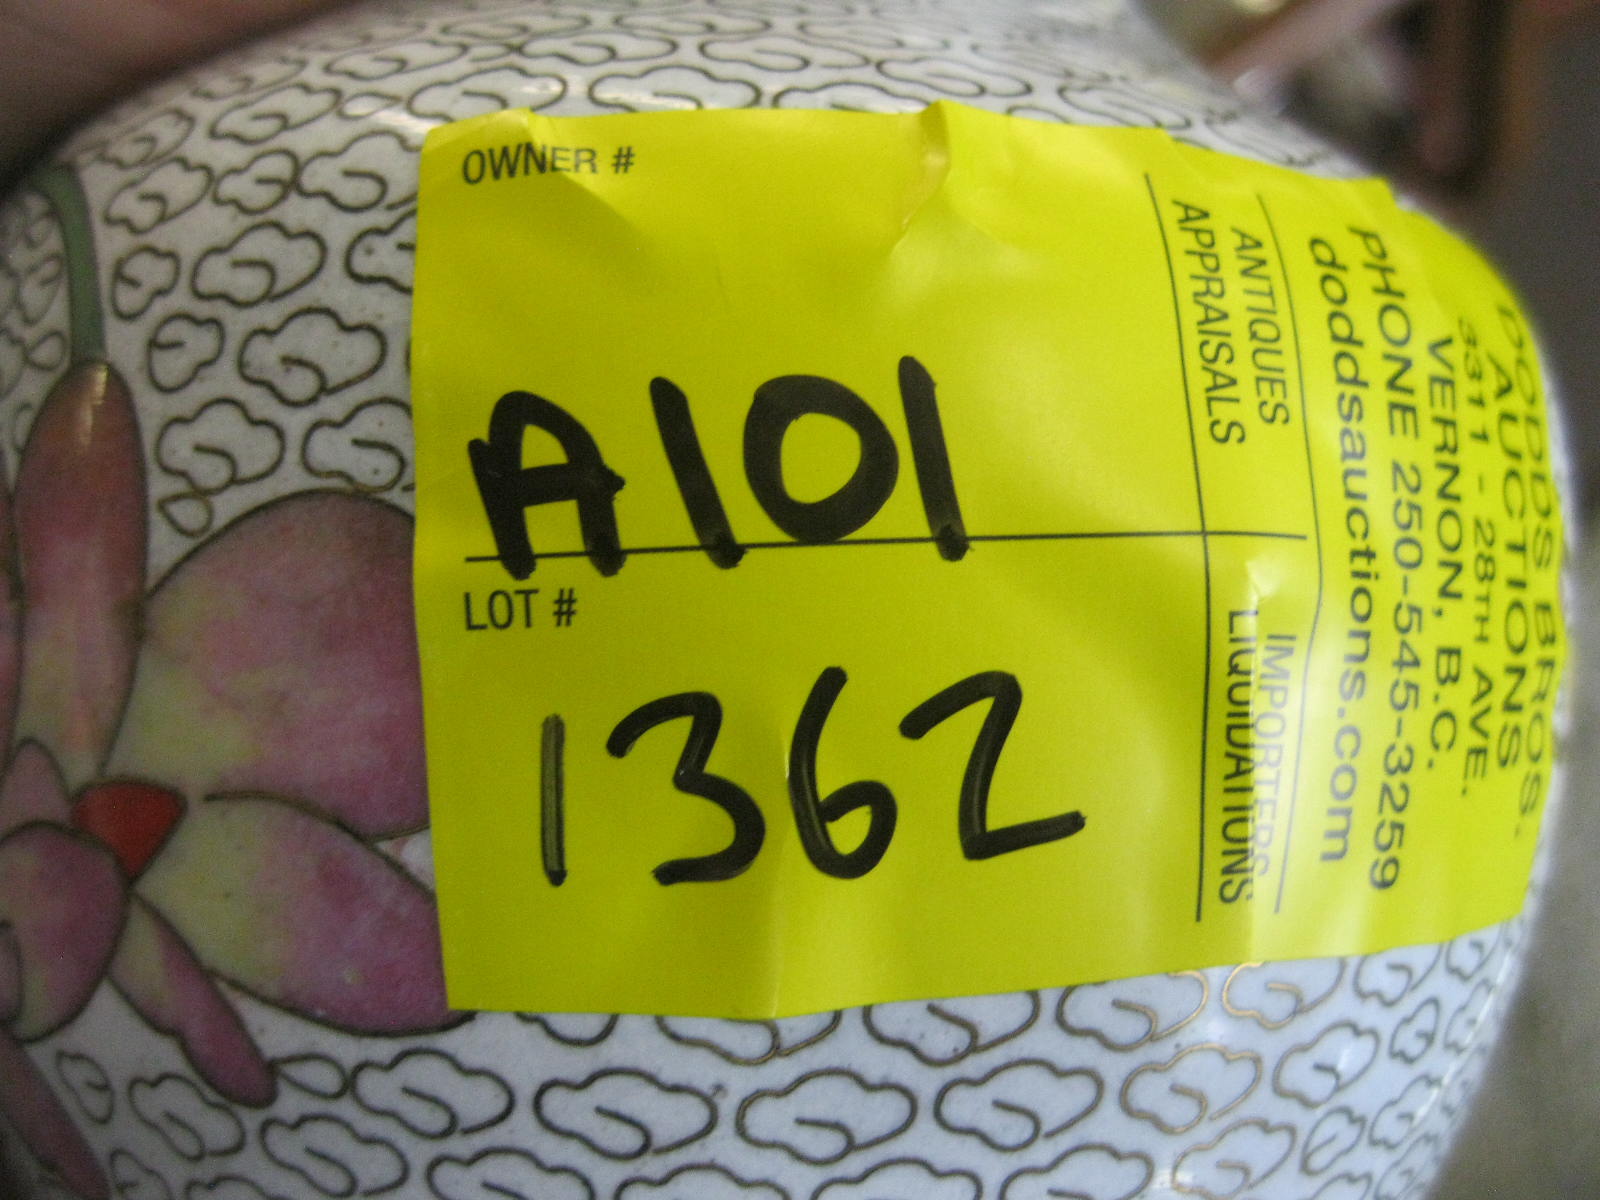 OWNER #
A101
LOT #
1362
ANTIQUES
APPRAISALS
IMPORTERS
LIQUIDATIONS
DODDS BROS.
AUCTIONS
3311 - 28TH AVE.
VERNON, B.C.
PHONE 250-545-3259
doddsauctions.com